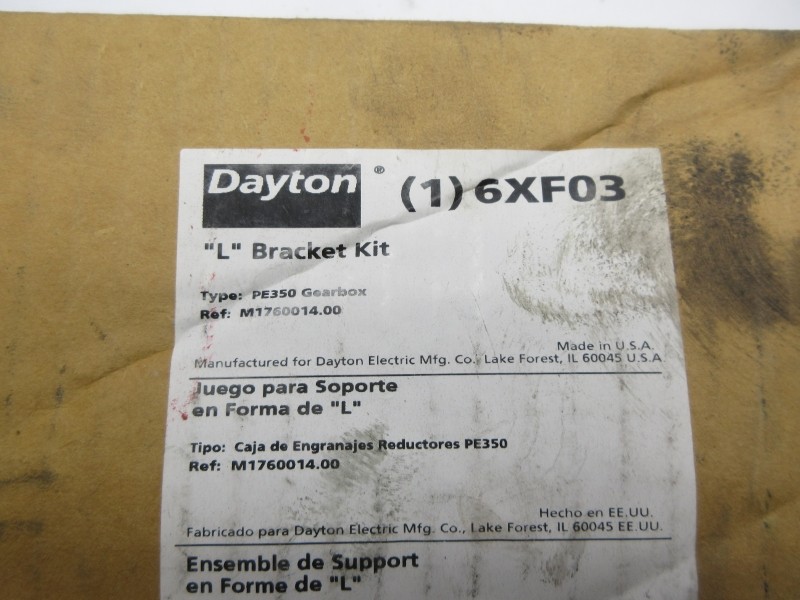 Dayton® (1) 6XF03
"L" Bracket Kit
Type: PE350 Gearbox
Ref: M1760014.00
Made in U.S.A.
Manufactured for Dayton Electric Mfg. Co., Lake Forest, IL 60045 U.S.A
Juego para Soporte
en Forma de "L"
Tipo: Caja de Engranajes Reductores PE350
Ref: M1760014.00
Hecho en EE.UU.
Fabricado para Dayton Electric Mfg. Co., Lake Forest, IL 60045 EE.UU.
Ensemble de Support
en Forme de "L"